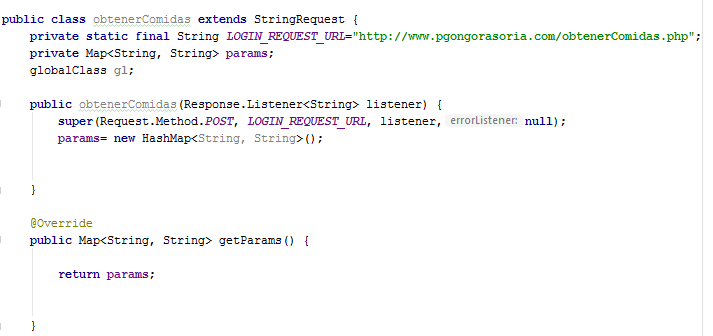 public class obtenerComidas extends StringRequest {
    private static final String LOGIN_REQUEST_URL="http://www.pgongorasoria.com/obtenerComidas.php";
    private Map<String, String> params;
    globalClass gl;
    public obtenerComidas(Response.Listener<String> listener) {
        super(Request.Method.POST, LOGIN_REQUEST_URL, listener, errorListener: null);
        params= new HashMap<String, String>();
    }
    @Override
    public Map<String, String> getParams() {
        return params;
    }